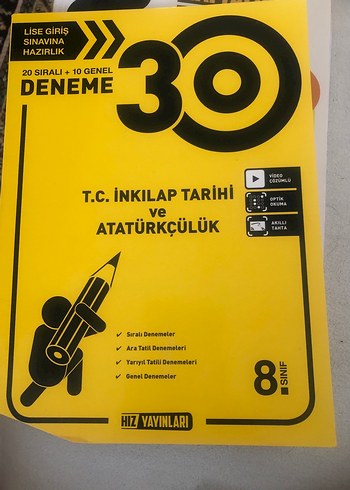 LİSE GİRİŞ
SINAVINA
HAZIRLIK
20 SIRALI + 10 GENEL
DENEME
30
T.C. İNKILAP TARİHİ
ve
ATATÜRKÇÜLÜK
VİDEO
ÇÖZÜMLÜ
OPTİK
OKUMA
AKILLI
TAHTA
✓ Sıralı Denemeler
✓ Ara Tatil Denemeleri
✓ Yarıyıl Tatili Denemeleri
✓ Genel Denemeler
8. SINIF
HIZ YAYINLARI